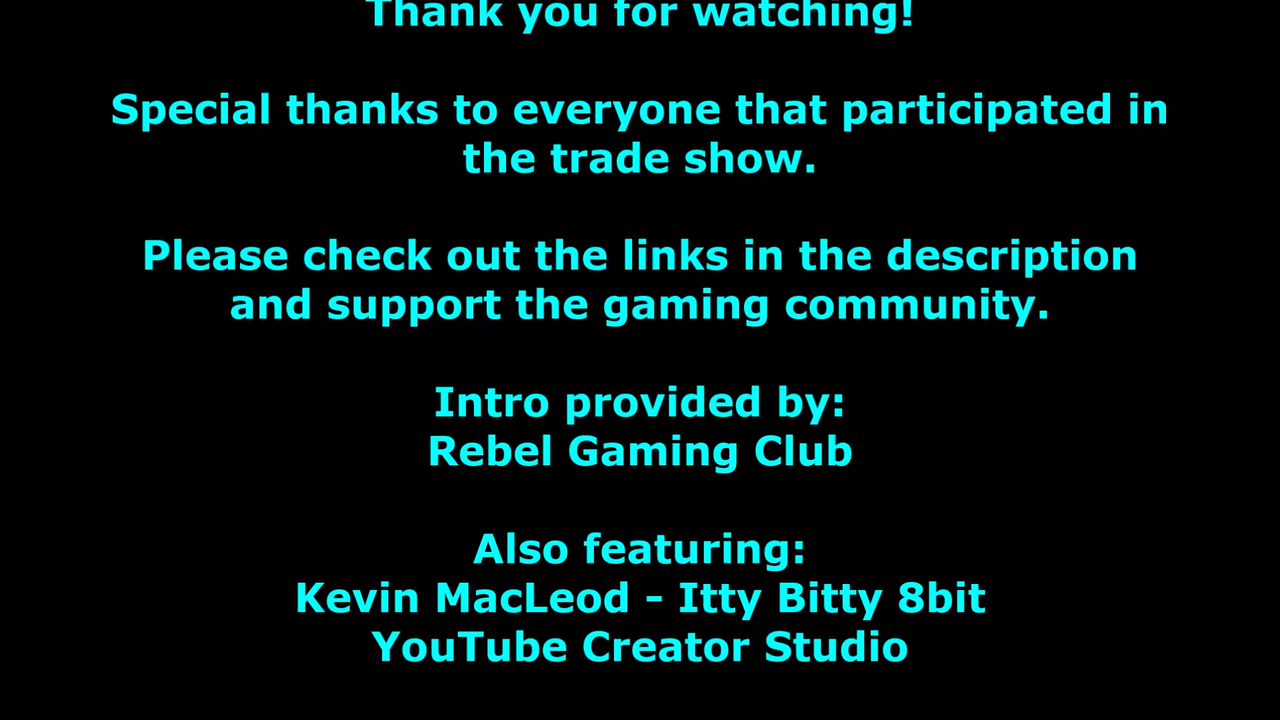 Thank you for watching!
Special thanks to everyone that participated in
the trade show.
Please check out the links in the description
and support the gaming community.
Intro provided by:
Rebel Gaming Club
Also featuring:
Kevin MacLeod - Itty Bitty 8bit
YouTube Creator Studio